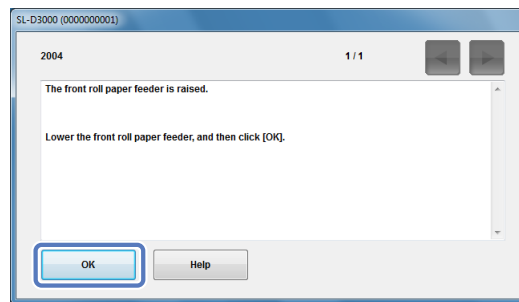 SL-D3000 (0000000001)
2004 1 / 1
The front roll paper feeder is raised.
Lower the front roll paper feeder, and then click [OK].
OK Help